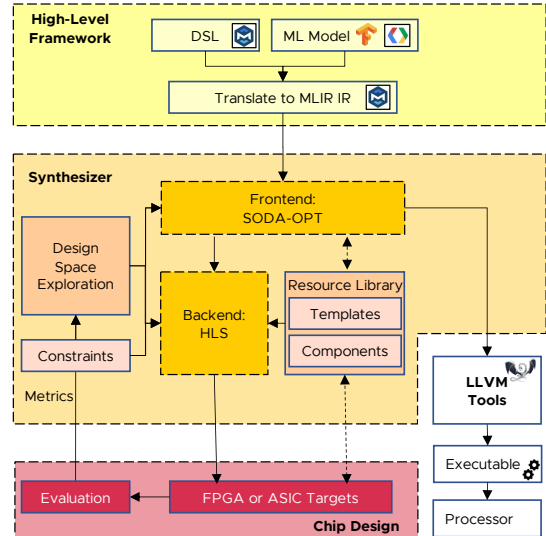 High-Level
Framework
DSL
ML Model
Translate to MLIR IR
Synthesizer
Frontend:
SODA-OPT
Design
Space
Exploration
Backend:
HLS
Resource Library
Templates
Components
Constraints
Metrics
LLVM
Tools
Executable
Evaluation
FPGA or ASIC Targets
Chip Design
Processor